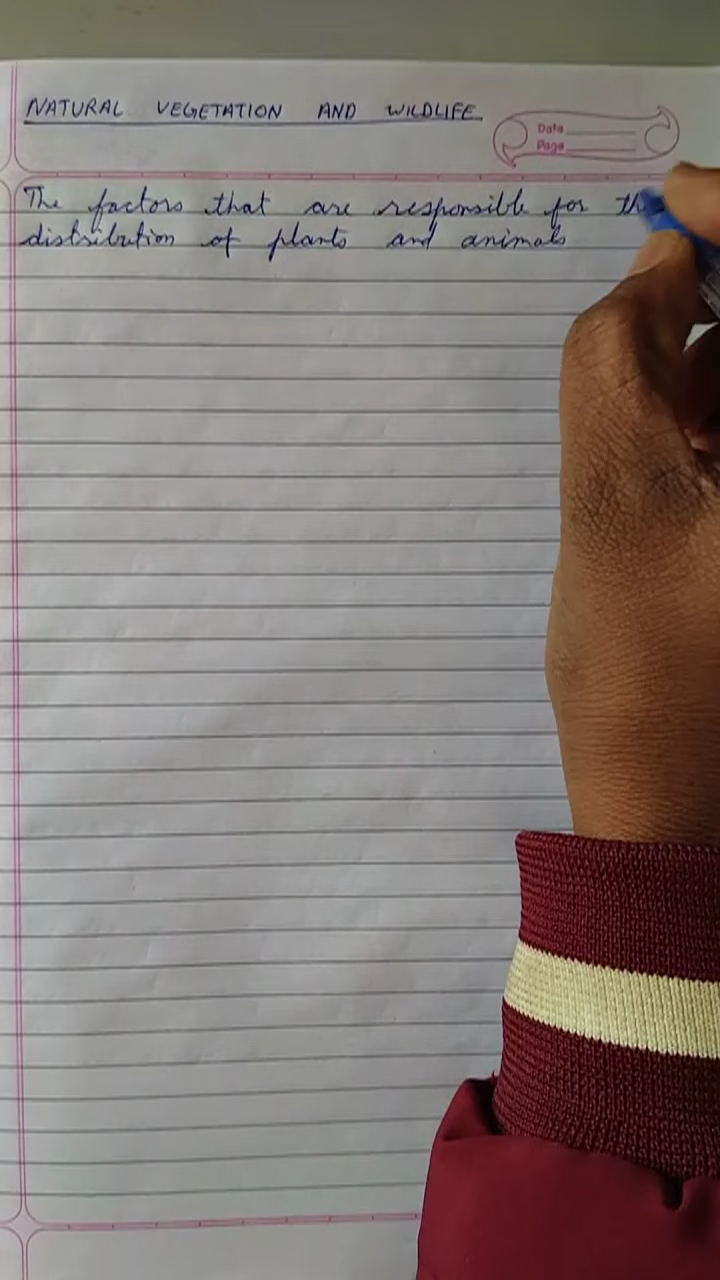 NATURAL VEGETATION AND WILDLIFE
Date
Page
The factors that are responsible for the
distribution of plants and animals